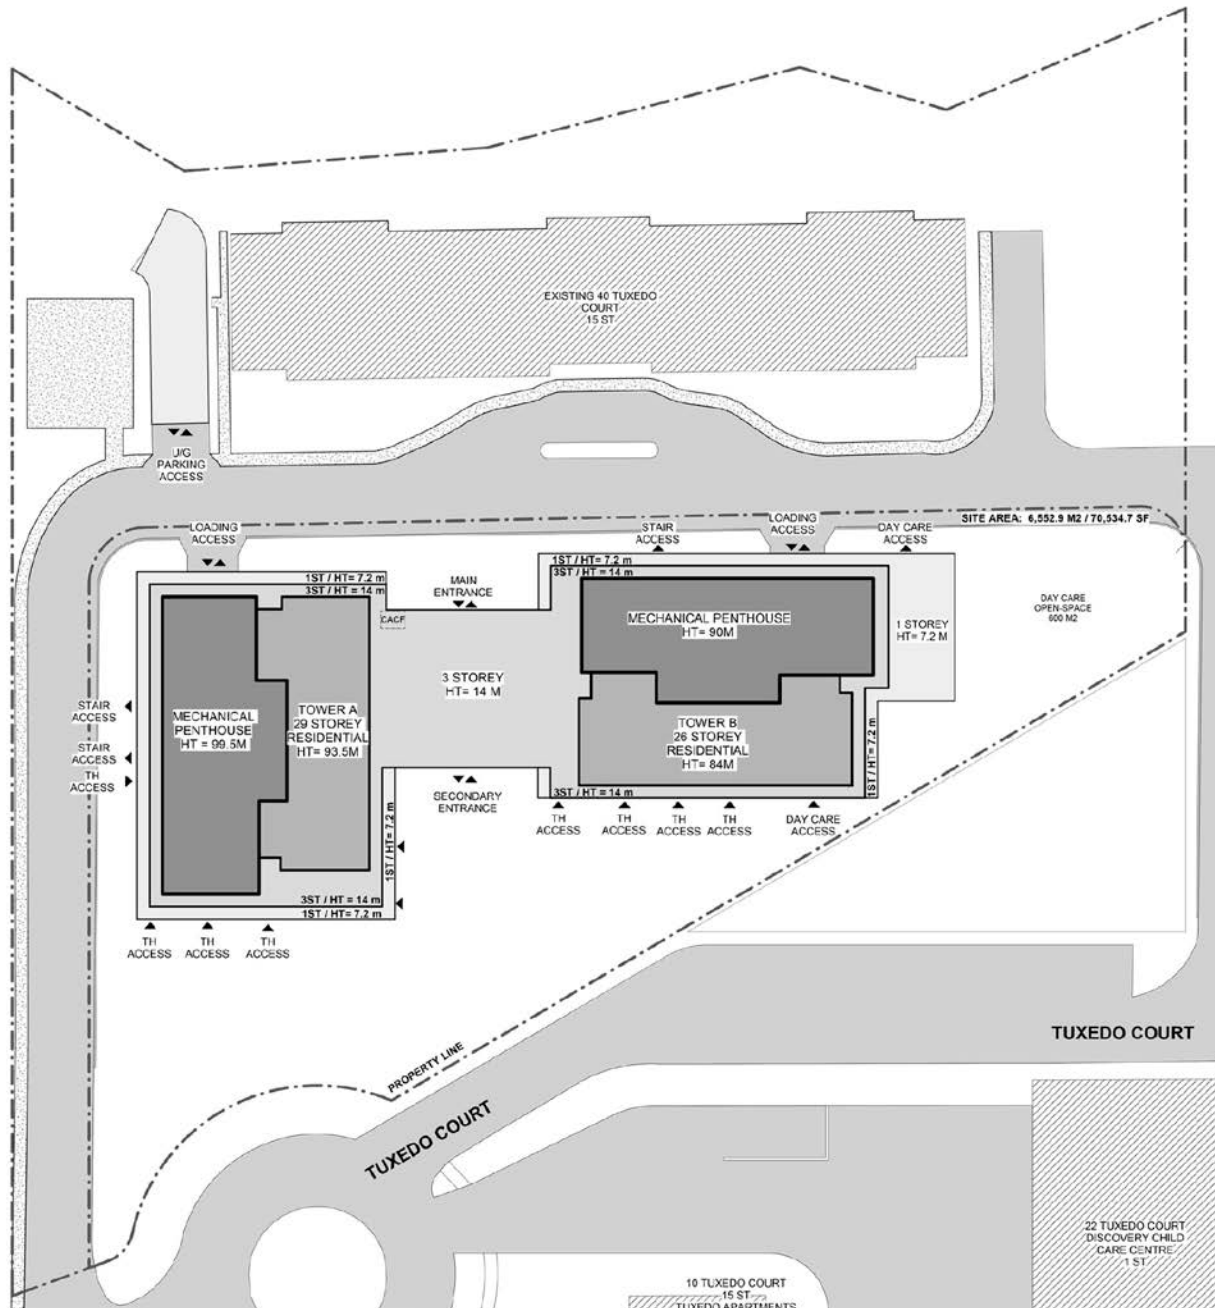 EXISTING 40 TUXEDO
COURT
15 ST
U/G
PARKING
ACCESS
LOADING
ACCESS
STAIR
ACCESS
LOADING
ACCESS
DAY CARE
ACCESS
SITE AREA: 6,552.9 M2 / 70,534.7 SF
1ST / HT= 7.2 m
3ST / HT = 14 m
MAIN
ENTRANCE
CACF
1ST / HT= 7.2 m
3ST / HT = 14 m
MECHANICAL PENTHOUSE
HT= 90M
1 STOREY
HT= 7.2 M
DAY CARE
OPEN-SPACE
600 M2
3 STOREY
HT= 14 M
STAIR
ACCESS
STAIR
ACCESS
TH
ACCESS
MECHANICAL
PENTHOUSE
HT = 99.5M
TOWER A
29 STOREY
RESIDENTIAL
HT= 93.5M
TOWER B
26 STOREY
RESIDENTIAL
HT= 84M
1ST / HT= 7.2 m
3ST / HT = 14 m
SECONDARY
ENTRANCE
TH
ACCESS
TH
ACCESS
TH
ACCESS
TH
ACCESS
DAY CARE
ACCESS
1ST / HT= 7.2 m
3ST / HT = 14 m
1ST / HT= 7.2 m
TH
ACCESS
TH
ACCESS
TH
ACCESS
PROPERTY LINE
TUXEDO COURT
TUXEDO COURT
22 TUXEDO COURT
DISCOVERY CHILD
CARE CENTRE
1 ST
10 TUXEDO COURT
15 ST
TUXEDO APARTMENTS